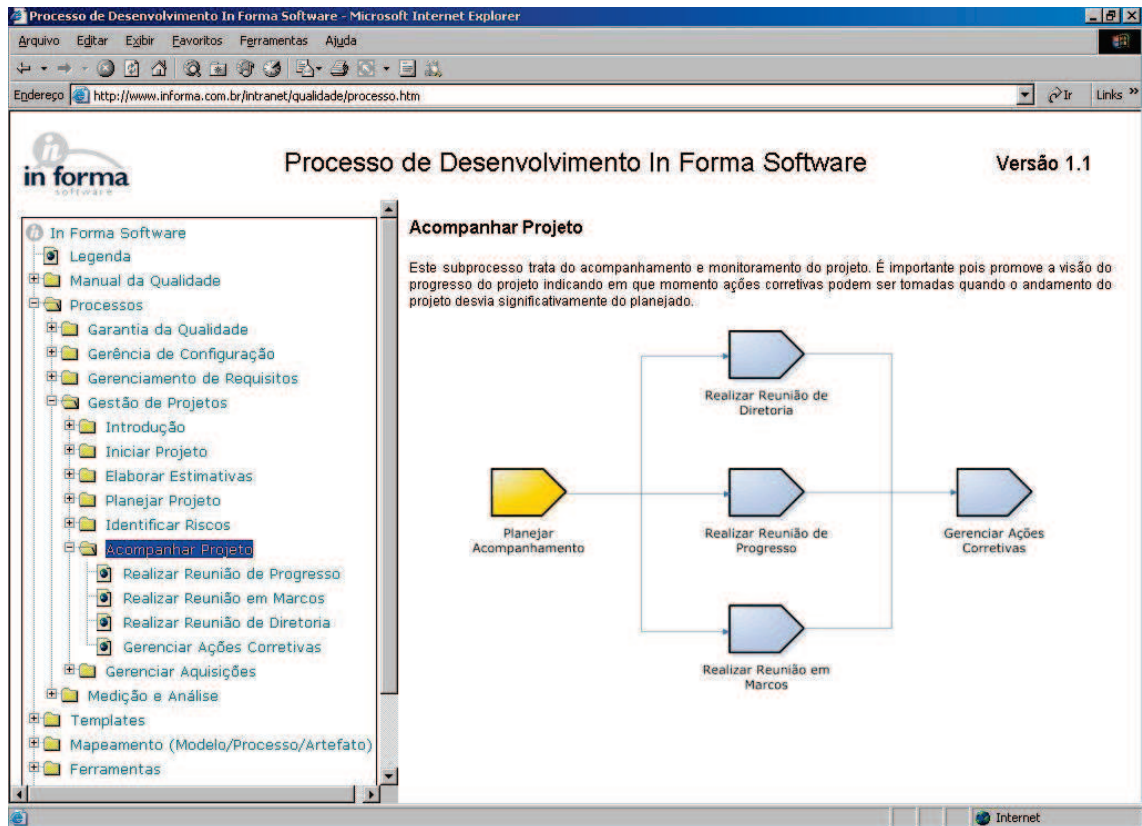 Processo de Desenvolvimento In Forma Software - Microsoft Internet Explorer
Arquivo Editar Exibir Favoritos Ferramentas Ajuda
Endereço http://www.informa.com.br/intranet/qualidade/processo.htm Ir Links »
in forma
software
Processo de Desenvolvimento In Forma Software
Versão 1.1
In Forma Software
Legenda
Manual da Qualidade
Processos
Garantia da Qualidade
Gerência de Configuração
Gerenciamento de Requisitos
Gestão de Projetos
Introdução
Iniciar Projeto
Elaborar Estimativas
Planejar Projeto
Identificar Riscos
Acompanhar Projeto
Realizar Reunião de Progresso
Realizar Reunião em Marcos
Realizar Reunião de Diretoria
Gerenciar Ações Corretivas
Gerenciar Aquisições
Medição e Análise
Templates
Mapeamento (Modelo/Processo/Artefato)
Ferramentas
Acompanhar Projeto
Este subprocesso trata do acompanhamento e monitoramento do projeto. É importante pois promove a visão do
progresso do projeto indicando em que momento ações corretivas podem ser tomadas quando o andamento do
projeto desvia significativamente do planejado.
Realizar Reunião de
Diretoria
Planejar
Acompanhamento
Realizar Reunião de
Progresso
Gerenciar Ações
Corretivas
Realizar Reunião em
Marcos
Internet